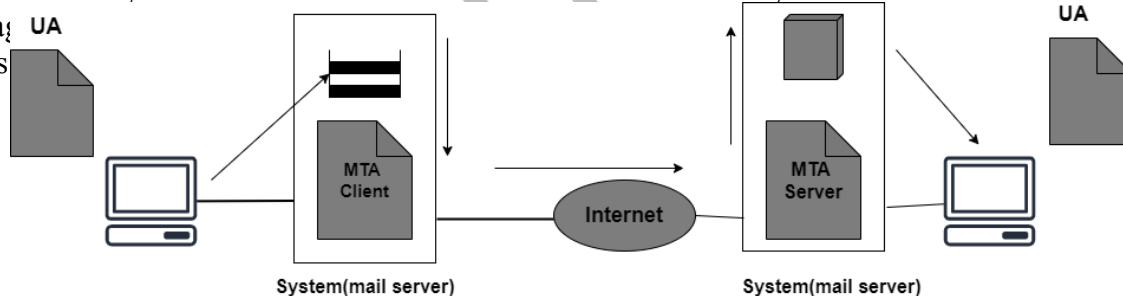 UA
UA
MTA
Client
MTA
Server
Internet
System(mail server)
System(mail server)